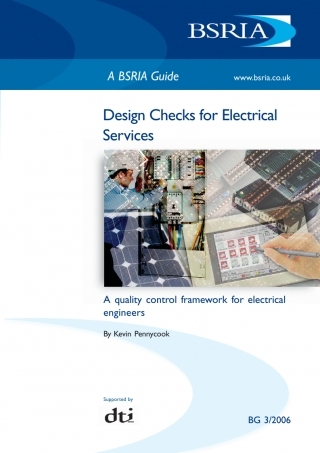 BSRIA
A BSRIA Guide
www.bsria.co.uk
Design Checks for Electrical
Services
A quality control framework for electrical
engineers
By Kevin Pennycook
Supported by
dti
BG 3/2006